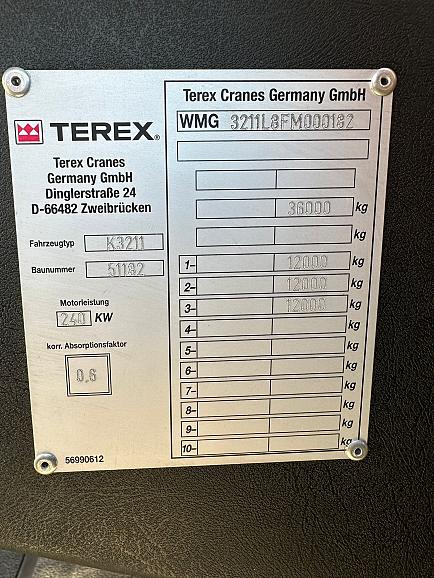 TEREX®
Terex Cranes
Germany GmbH
Dinglerstraße 24
D-66482 Zweibrücken
Fahrzeugtyp K3211
Baunummer 51182
Motorleistung
240 KW
korr. Absorptionsfaktor
0,6
56990612
Terex Cranes Germany GmbH
WMG 3211L8FM000182
36000 kg
kg
1- 12000 kg
2- 12000 kg
3- 12000 kg
4- kg
5- kg
6- kg
7- kg
8- kg
9- kg
10- kg